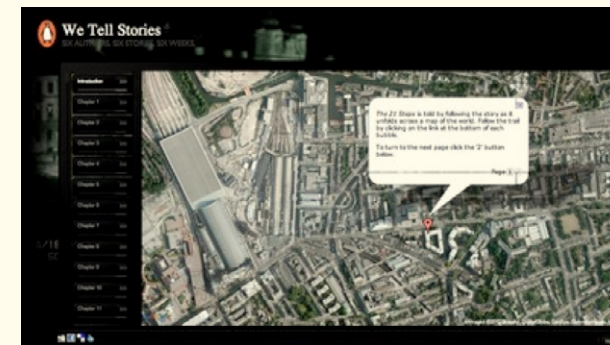 We Tell Stories
SIX AUTHORS. SIX STORIES. SIX WEEKS.
Introduction
Chapter 1
Chapter 2
Chapter 3
Chapter 4
Chapter 5
Chapter 6
Chapter 7
Chapter 8
Chapter 9
Chapter 10
Chapter 11
The 21 Steps is told by following the story as it
unfolds across a map of the world. Follow the trail
by clicking on the link at the bottom of each
bubble.
To turn to the next page click the '2' button
below.
Page 1